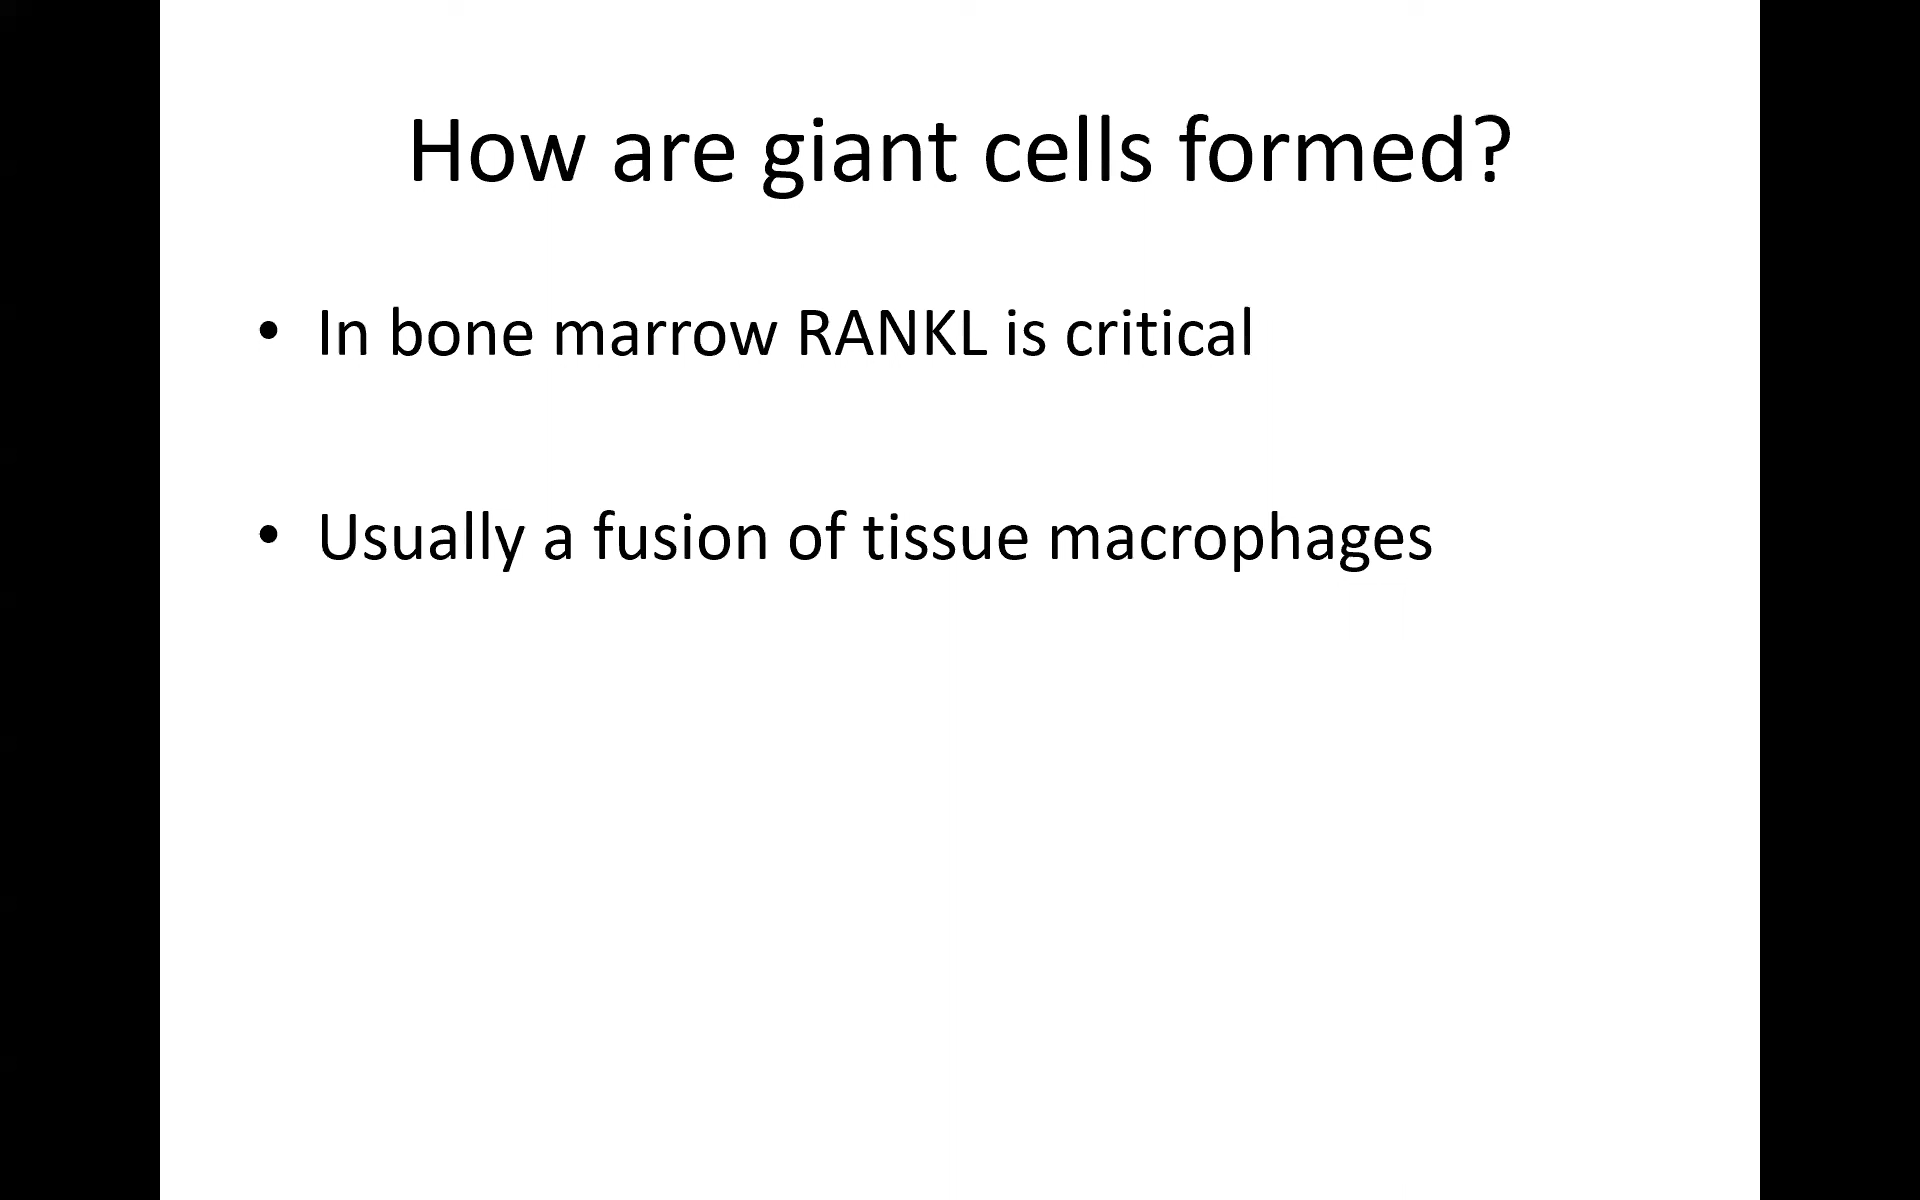 How are giant cells formed?
• In bone marrow RANKL is critical
• Usually a fusion of tissue macrophages